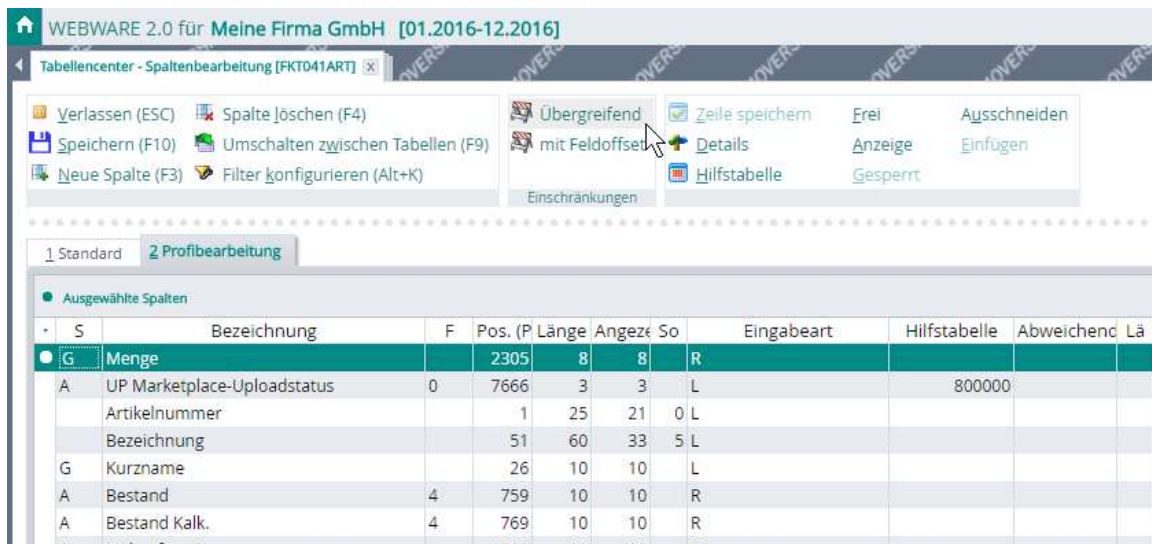 WEBWARE 2.0 für Meine Firma GmbH [01.2016-12.2016]
Tabellencenter - Spaltenbearbeitung [FKT041ART] x
Verlassen (ESC) Spalte löschen (F4) Übergreifend Zeile speichern Frei Ausschneiden
Speichern (F10) Umschalten zwischen Tabellen (F9) mit Feldoffset Details Anzeige Einfügen
Neue Spalte (F3) Filter konfigurieren (Alt+K) Hilfstabelle Gesperrt
Einschränkungen
1 Standard 2 Profibearbeitung
Ausgewählte Spalten
S Bezeichnung F Pos. (P Länge Angeze So Eingabeart Hilfstabelle Abweichend Lä
G Menge 2305 8 8 R
A UP Marketplace-Uploadstatus 0 7666 3 3 L 800000
Artikelnummer 1 25 21 0 L
Bezeichnung 51 60 33 5 L
G Kurzname 26 10 10 L
A Bestand 4 759 10 10 R
A Bestand Kalk. 4 769 10 10 R